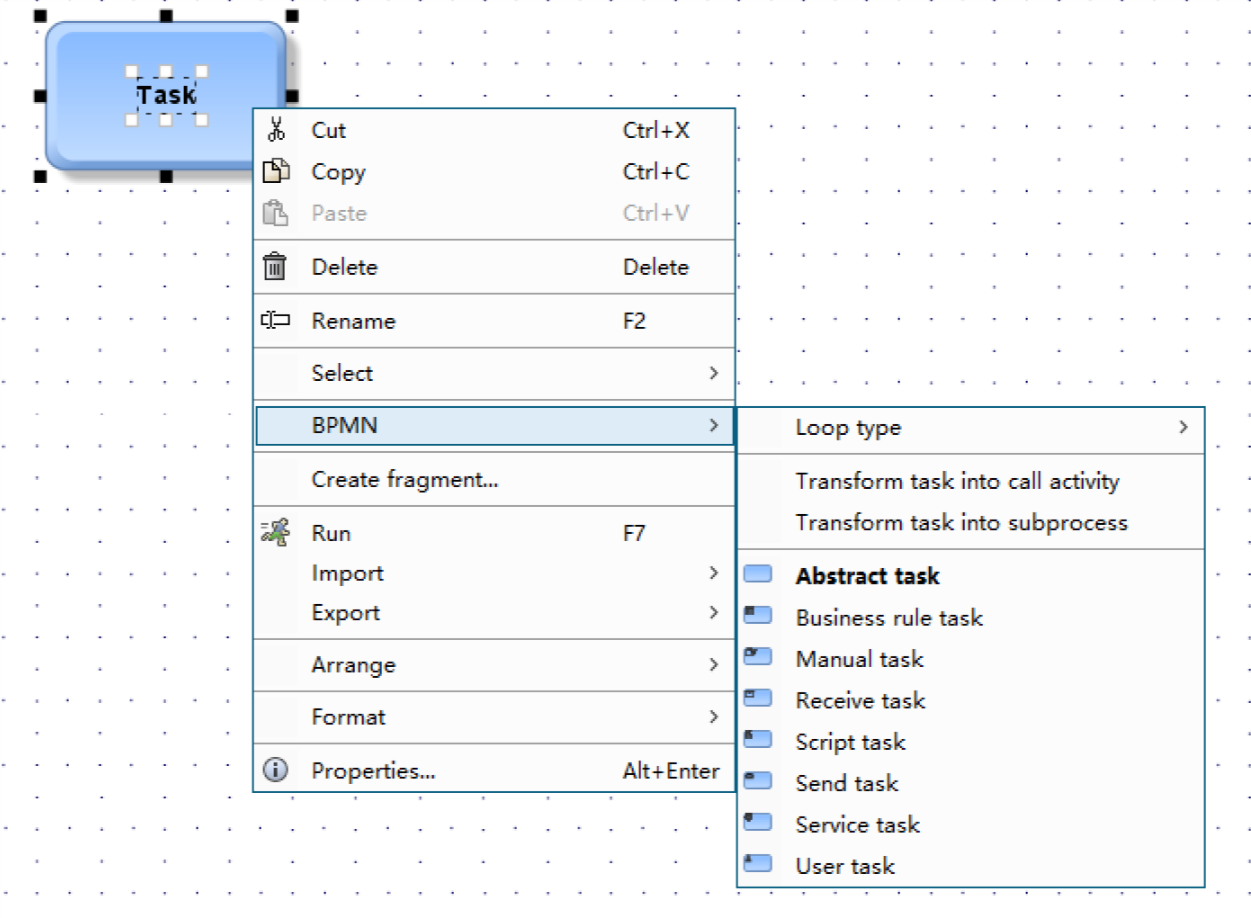 Task
Cut Ctrl+X
Copy Ctrl+C
Paste Ctrl+V
Delete Delete
Rename F2
Select
BPMN
Create fragment...
Run F7
Import
Export
Arrange
Format
Properties... Alt+Enter
Loop type
Transform task into call activity
Transform task into subprocess
Abstract task
Business rule task
Manual task
Receive task
Script task
Send task
Service task
User task